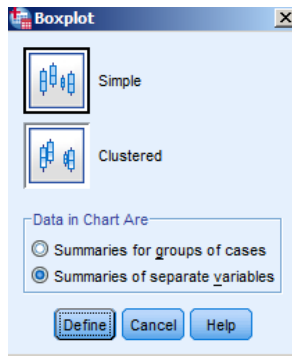 Boxplot
Simple
Clustered
Data in Chart Are
Summaries for groups of cases
Summaries of separate variables
Define Cancel Help